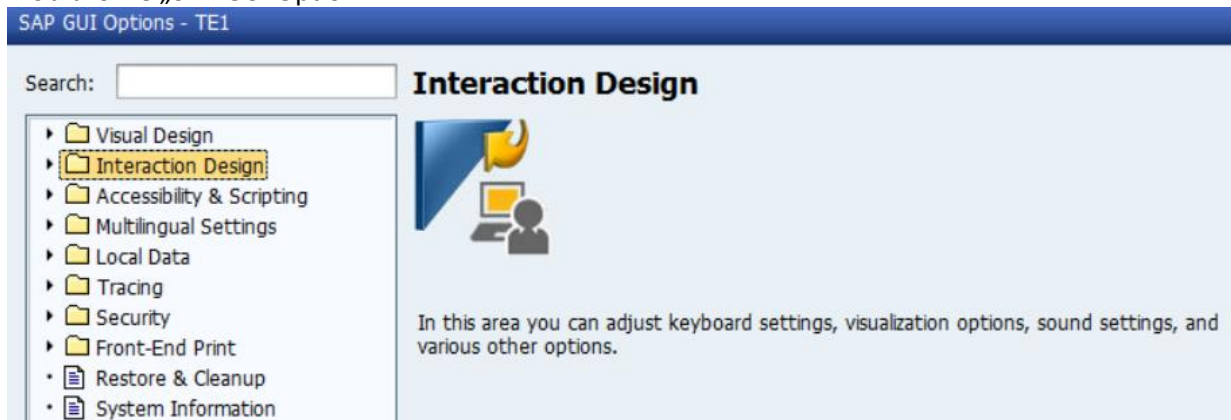 SAP GUI Options - TE1
Search:
Visual Design
Interaction Design
Accessibility & Scripting
Multilingual Settings
Local Data
Tracing
Security
Front-End Print
Restore & Cleanup
System Information
Interaction Design
In this area you can adjust keyboard settings, visualization options, sound settings, and
various other options.